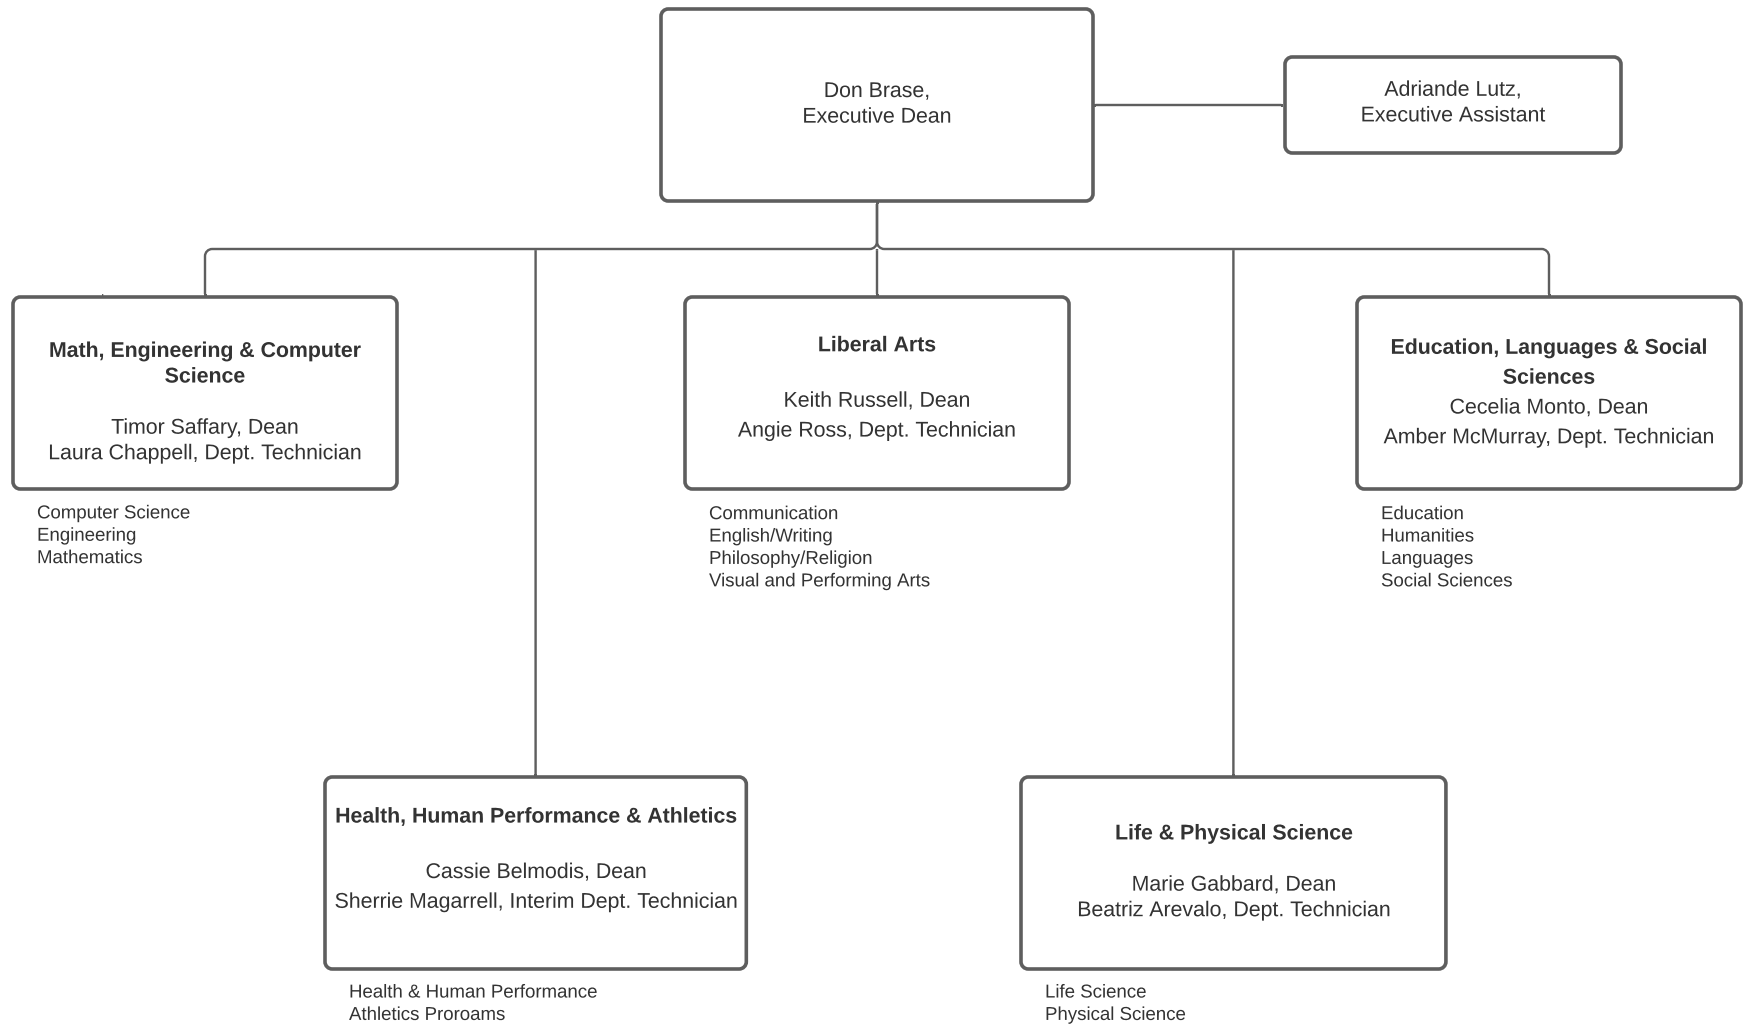 Don Brase,
Executive Dean
Adriande Lutz,
Executive Assistant
Math, Engineering & Computer
Science
Timor Saffary, Dean
Laura Chappell, Dept. Technician
Computer Science
Engineering
Mathematics
Liberal Arts
Keith Russell, Dean
Angie Ross, Dept. Technician
Communication
English/Writing
Philosophy/Religion
Visual and Performing Arts
Education, Languages & Social
Sciences
Cecelia Monto, Dean
Amber McMurray, Dept. Technician
Education
Humanities
Languages
Social Sciences
Health, Human Performance & Athletics
Cassie Belmodis, Dean
Sherrie Magarrell, Interim Dept. Technician
Health & Human Performance
Athletics Proroams
Life & Physical Science
Marie Gabbard, Dean
Beatriz Arevalo, Dept. Technician
Life Science
Physical Science